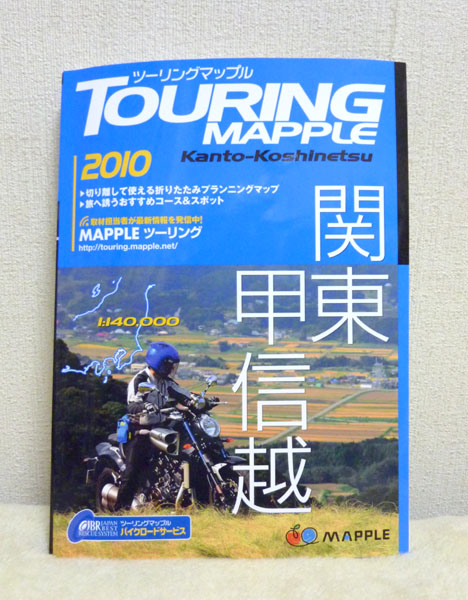 ツーリングマップル
TOURING
MAPPLE
Kanto-Koshinetsu
2010
▶切り離して使える折りたたみプランニングマップ
▶旅へ誘うおすすめコース&スポット
取材担当者が最新情報を発信中!
MAPPLE ツーリング
http://touring.mapple.net/
関東
甲信越
1:140,000
JBR JAPAN
BEST
RESCUE SYSTEM
ツーリングマップル
バイクロードサービス
MAPPLE